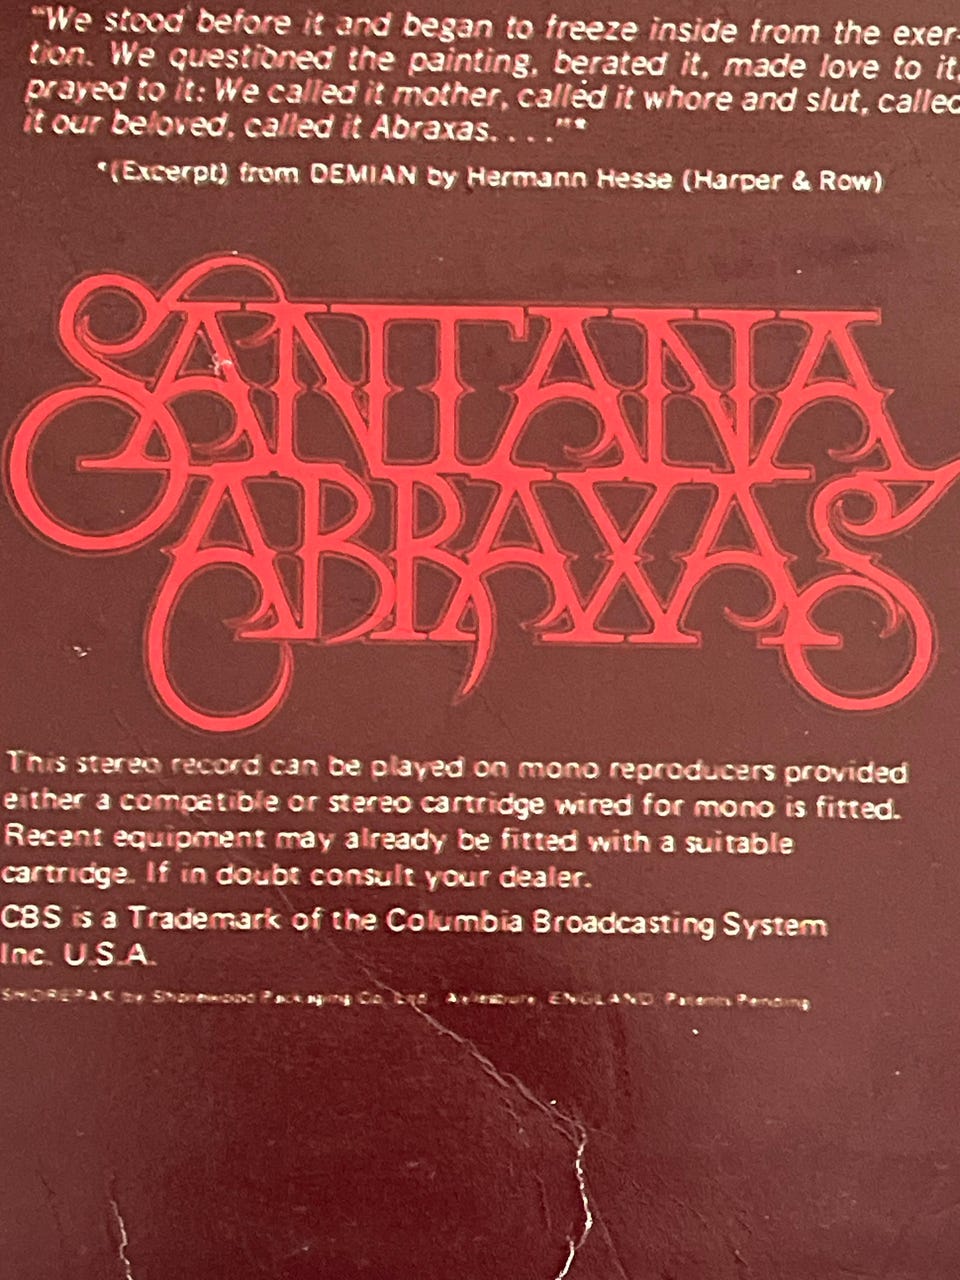 "We stood before it and began to freeze inside from the exer-
tion. We questioned the painting, berated it, made love to it,
prayed to it: We called it mother, called it whore and slut, called
it our beloved, called it Abraxas. . . ."*
*(Excerpt) from DEMIAN by Hermann Hesse (Harper & Row)
SANTANA
ABRAXAS
This stereo record can be played on mono reproducers provided
either a compatible or stereo cartridge wired for mono is fitted.
Recent equipment may already be fitted with a suitable
cartridge. If in doubt consult your dealer.
CBS is a Trademark of the Columbia Broadcasting System
Inc. U.S.A.
SHOREPAK by Shorewood Packaging Co. Ltd., Aylesbury, ENGLAND. Patents Pending